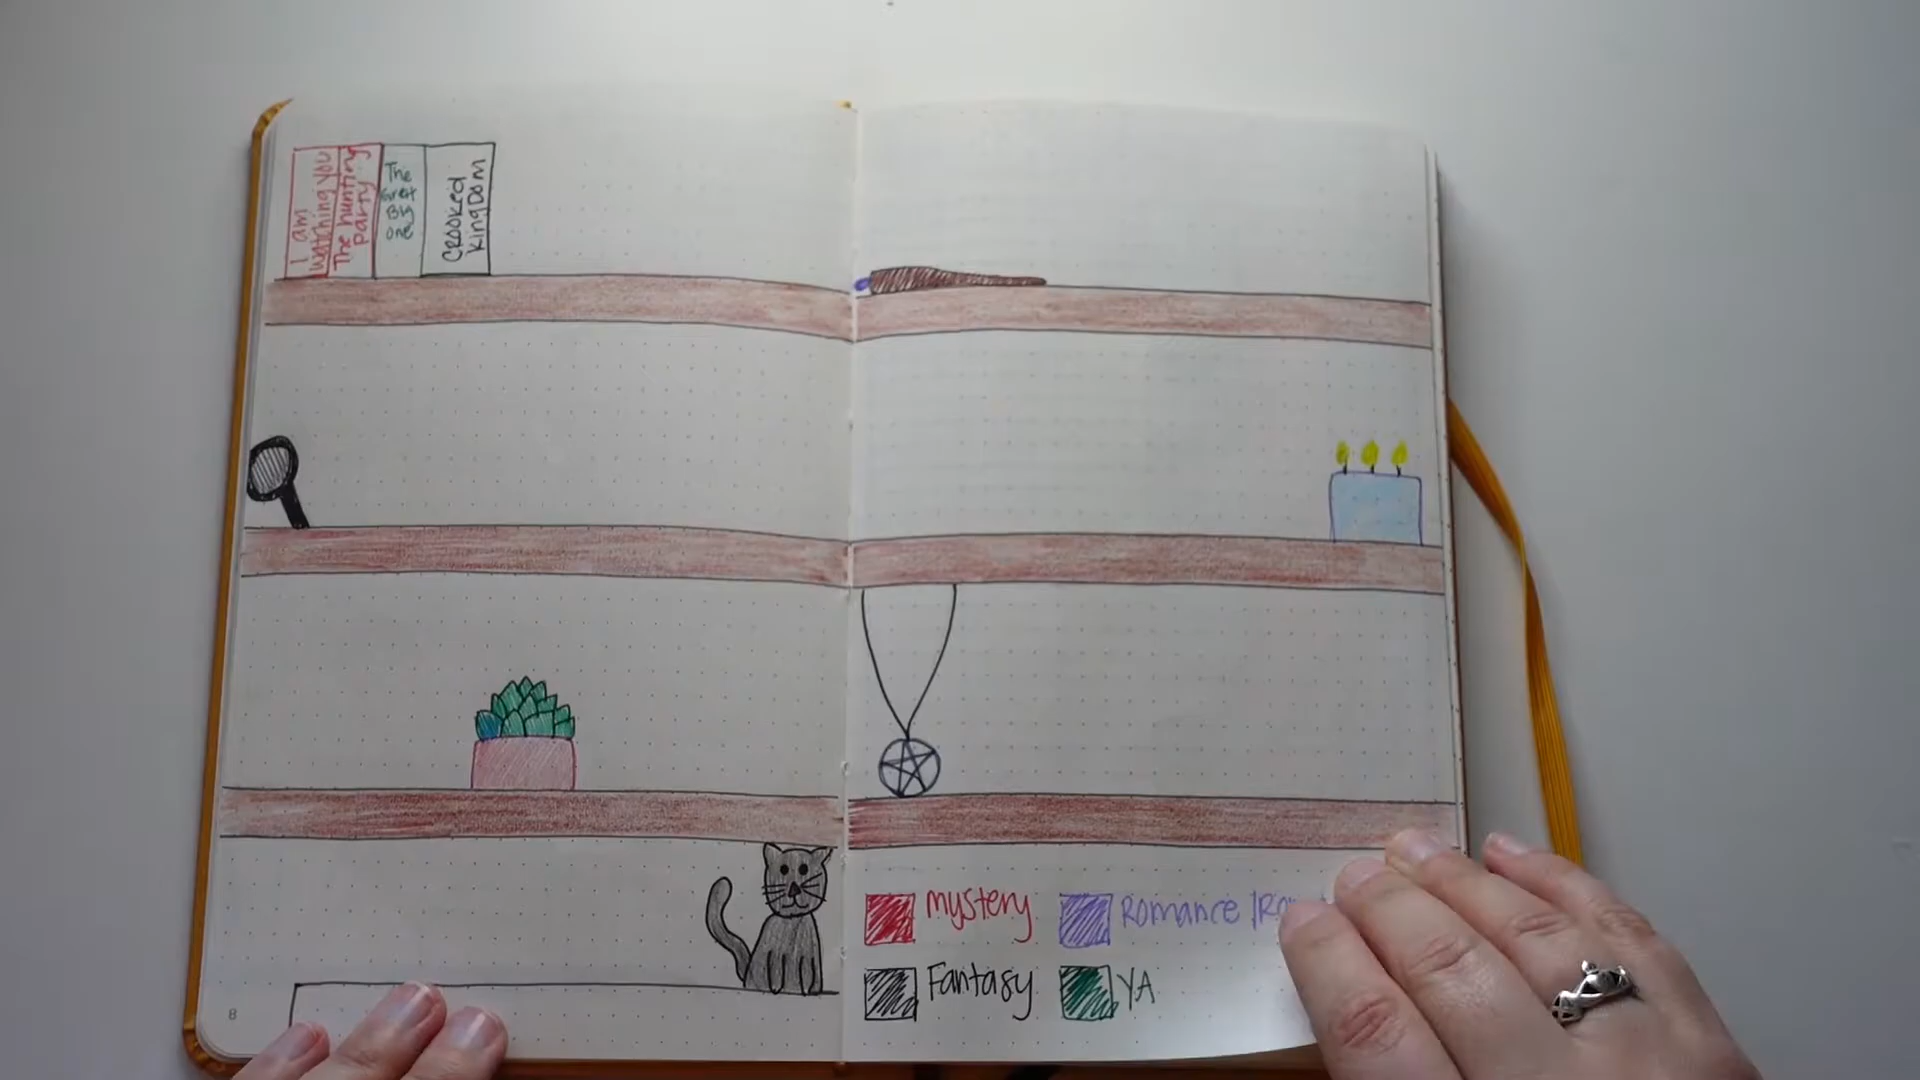 I am
watching you
The hunting
party
The
Great
Big
One
CROOKED
KingDOM
mystery
Romance
Fantasy
YA
8